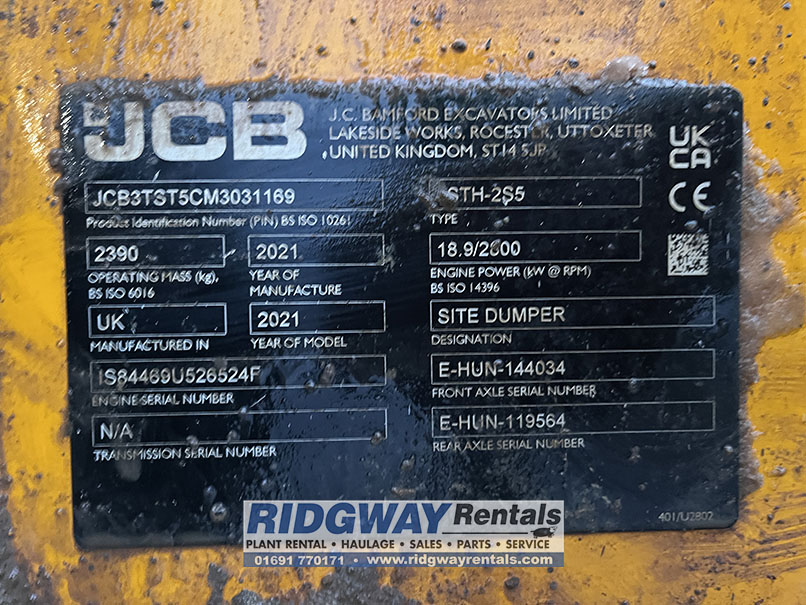 JCB
J.C. BAMFORD EXCAVATORS LIMITED
LAKESIDE WORKS, ROCESTER, UTTOXETER
UNITED KINGDOM, ST14 5JP
UK
CA
CE
JCB3TST5CM3031169
Product Identification Number (PIN) BS ISO 10261
STH-2S5
TYPE
2390
OPERATING MASS (kg),
BS ISO 6016
2021
YEAR OF
MANUFACTURE
18.9/2800
ENGINE POWER (kW @ RPM)
BS ISO 14396
UK
MANUFACTURED IN
2021
YEAR OF MODEL
SITE DUMPER
DESIGNATION
IS84469U526524F
ENGINE SERIAL NUMBER
E-HUN-144034
FRONT AXLE SERIAL NUMBER
N/A
TRANSMISSION SERIAL NUMBER
E-HUN-119564
REAR AXLE SERIAL NUMBER
401/U2802
RIDGWAY Rentals
PLANT RENTAL • HAULAGE • SALES • PARTS • SERVICE
01691 770171 • www.ridgwayrentals.com